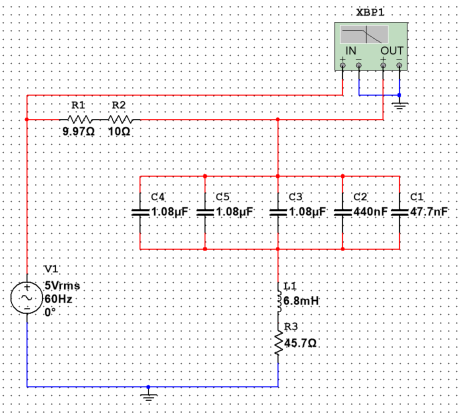 XBP1
IN OUT
R1 R2
9.97Ω 10Ω
C4 C5 C3 C2 C1
1.08µF 1.08µF 1.08µF 440nF 47.7nF
V1
5Vrms
60Hz
0°
L1
6.8mH
R3
45.7Ω